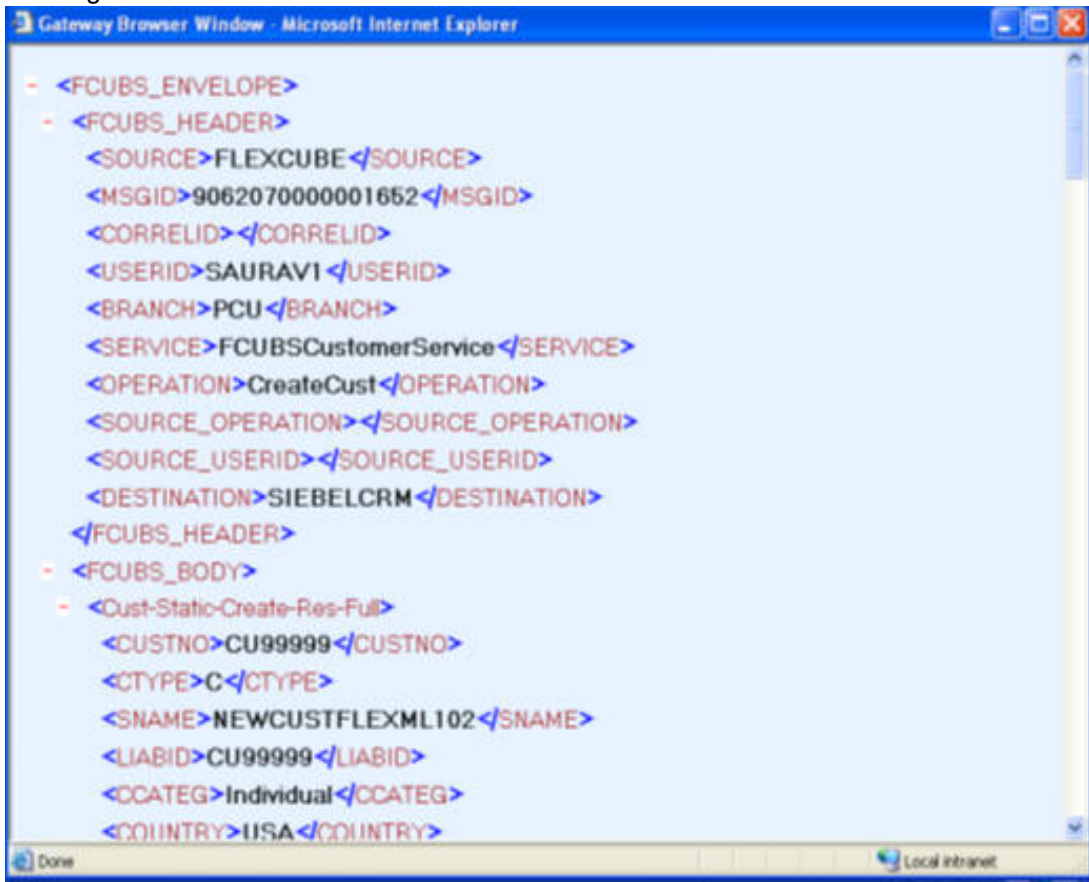 Gateway Browser Window - Microsoft Internet Explorer
- <FCUBS_ENVELOPE>
- <FCUBS_HEADER>
<SOURCE>FLEXCUBE</SOURCE>
<MSGID>9062070000001652</MSGID>
<CORRELID></CORRELID>
<USERID>SAURAV1</USERID>
<BRANCH>PCU</BRANCH>
<SERVICE>FCUBSCustomerService</SERVICE>
<OPERATION>CreateCust</OPERATION>
<SOURCE_OPERATION></SOURCE_OPERATION>
<SOURCE_USERID></SOURCE_USERID>
<DESTINATION>SIEBELCRM</DESTINATION>
</FCUBS_HEADER>
- <FCUBS_BODY>
- <Cust-Static-Create-Res-Full>
<CUSTNO>CU99999</CUSTNO>
<CTYPE>C</CTYPE>
<SNAME>NEWCUSTFLEXML102</SNAME>
<LIABID>CU99999</LIABID>
<CCATEG>Individual</CCATEG>
<COUNTRY>USA</COUNTRY>
Done
Local intranet